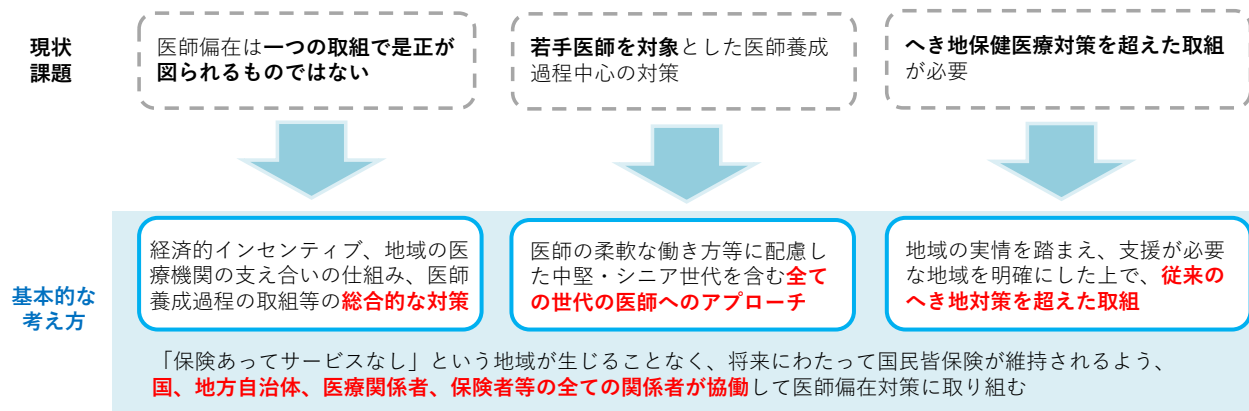 現状
課題
医師偏在は一つの取組で是正が
図られるものではない
若手医師を対象とした医師養成
過程中心の対策
へき地保健医療対策を超えた取組
が必要
基本的な
考え方
経済的インセンティブ、地域の医
療機関の支え合いの仕組み、医師
養成過程の取組等の総合的な対策
医師の柔軟な働き方等に配慮し
た中堅・シニア世代を含む全て
の世代の医師へのアプローチ
地域の実情を踏まえ、支援が必要
な地域を明確にした上で、従来の
へき地対策を超えた取組
「保険あってサービスなし」という地域が生じることなく、将来にわたって国民皆保険が維持されるよう、
国、地方自治体、医療関係者、保険者等の全ての関係者が協働して医師偏在対策に取り組む